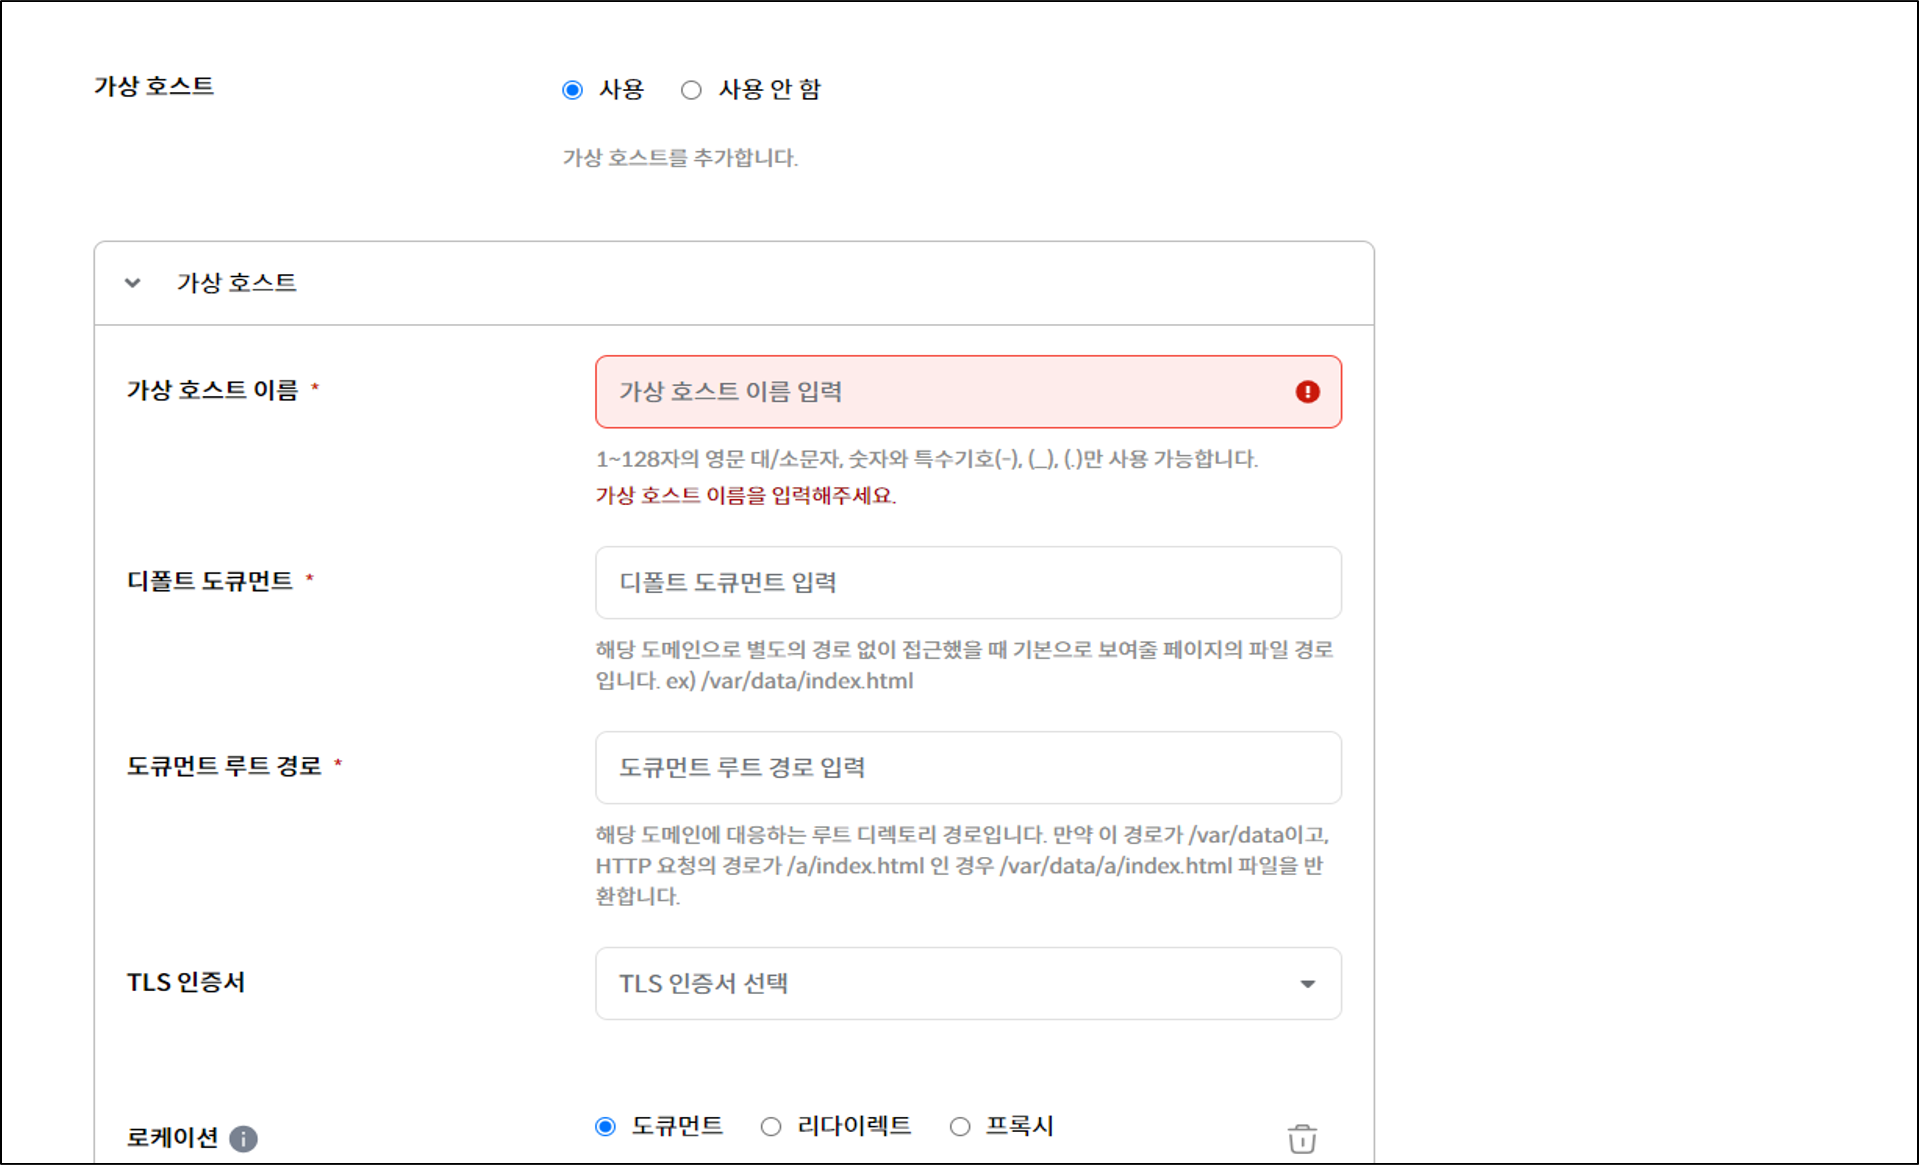 가상 호스트
사용 사용 안 함
가상 호스트를 추가합니다.
가상 호스트
가상 호스트 이름 *
가상 호스트 이름 입력
1~128자의 영문 대/소문자, 숫자와 특수기호(-), (_), (.)만 사용 가능합니다.
가상 호스트 이름을 입력해주세요.
디폴트 도큐먼트 *
디폴트 도큐먼트 입력
해당 도메인으로 별도의 경로 없이 접근했을 때 기본으로 보여줄 페이지의 파일 경로
입니다. ex) /var/data/index.html
도큐먼트 루트 경로 *
도큐먼트 루트 경로 입력
해당 도메인에 대응하는 루트 디렉토리 경로입니다. 만약 이 경로가 /var/data이고,
HTTP 요청의 경로가 /a/index.html 인 경우 /var/data/a/index.html 파일을 반
환합니다.
TLS 인증서
TLS 인증서 선택
로케이션
도큐먼트 리다이렉트 프록시